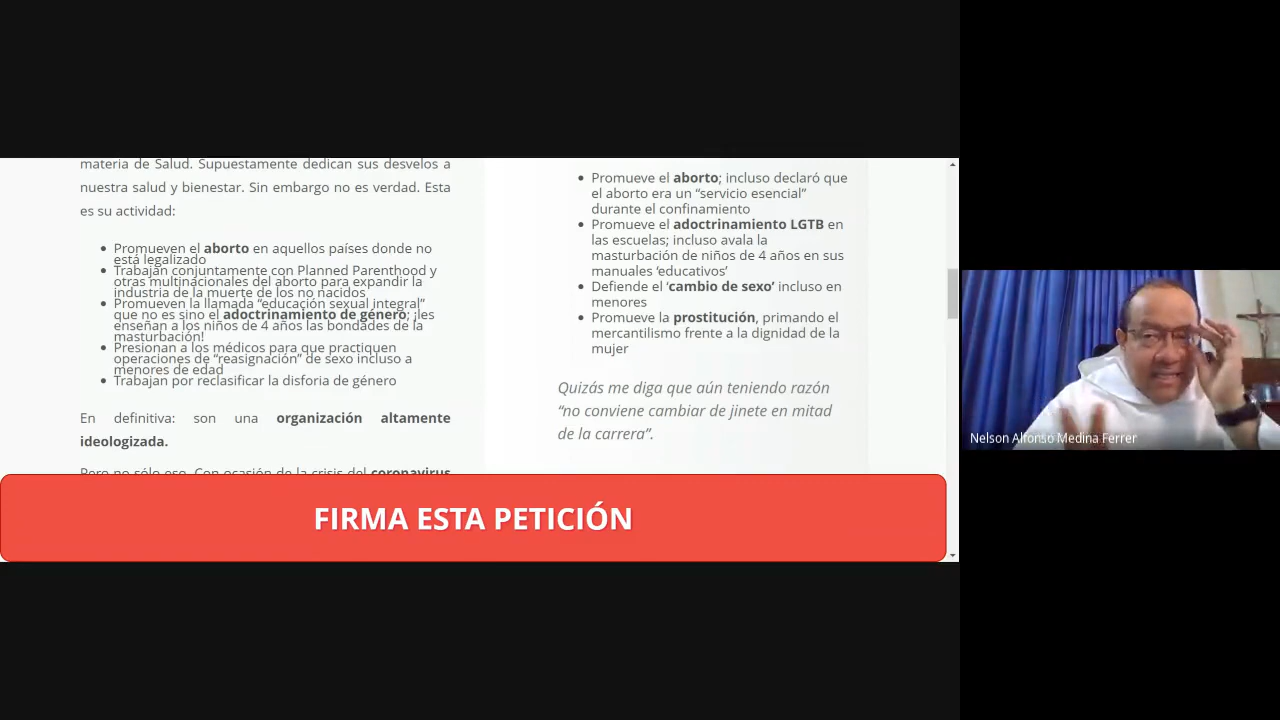 materia de Salud. Supuestamente dedican sus desvelos a
nuestra salud y bienestar. Sin embargo no es verdad. Esta
es su actividad:
Promueven el aborto en aquellos países donde no
está legalizado
Trabajan conjuntamente con Planned Parenthood y
otras multinacionales del aborto para expandir la
industria de la muerte de los no nacidos
Promueven la llamada “educación sexual integral”
que no es sino el adoctrinamiento de género; ¡les
enseñan a los niños de 4 años las bondades de la
masturbación!
Presionan a los médicos para que practiquen
operaciones de “reasignación” de sexo incluso a
menores de edad
Trabajan por reclasificar la disforia de género
En definitiva: son una organización altamente
ideologizada.
Pero no sólo eso. Con ocasión de la crisis del coronavirus
Promueve el aborto; incluso declaró que
el aborto era un “servicio esencial”
durante el confinamiento
Promueve el adoctrinamiento LGTB en
las escuelas; incluso avala la
masturbación de niños de 4 años en sus
manuales ‘educativos’
Defiende el ‘cambio de sexo’ incluso en
menores
Promueve la prostitución, primando el
mercantilismo frente a la dignidad de la
mujer
Quizás me diga que aún teniendo razón
“no conviene cambiar de jinete en mitad
de la carrera”.
FIRMA ESTA PETICIÓN
Nelson Alfonso Medina Ferrer